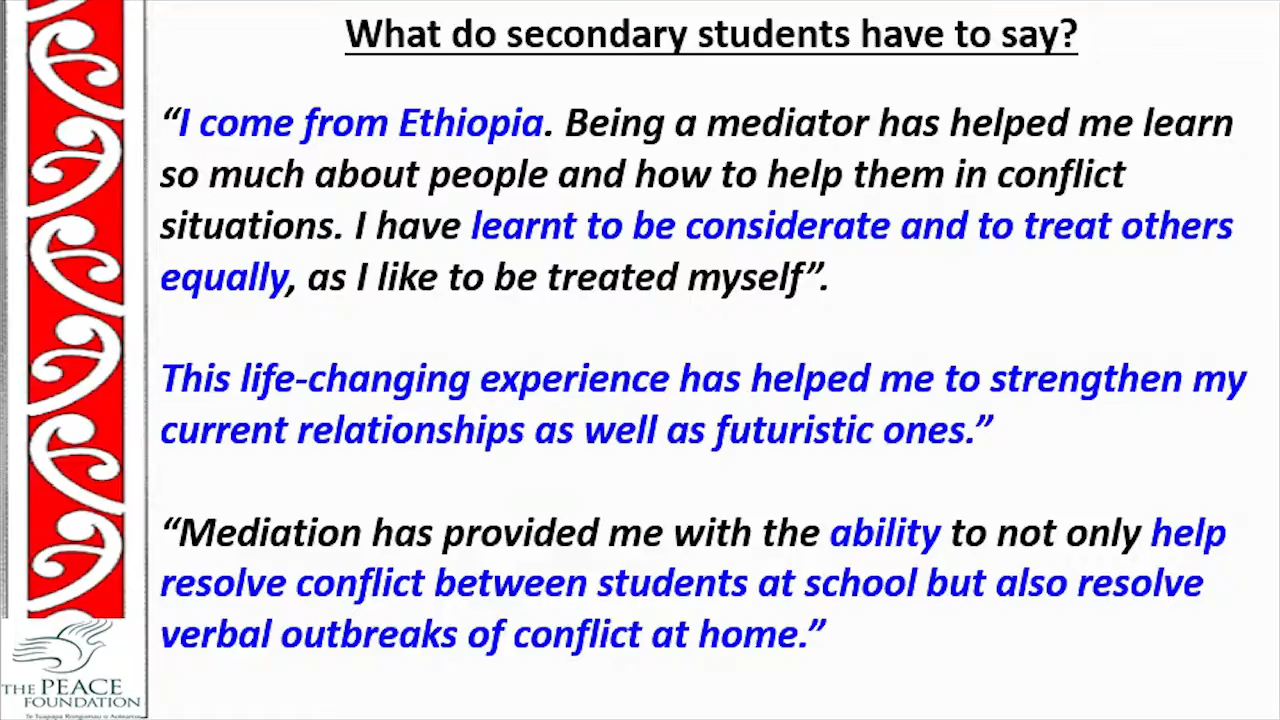 What do secondary students have to say?
“I come from Ethiopia. Being a mediator has helped me learn
so much about people and how to help them in conflict
situations. I have learnt to be considerate and to treat others
equally, as I like to be treated myself”.
This life-changing experience has helped me to strengthen my
current relationships as well as futuristic ones.”
“Mediation has provided me with the ability to not only help
resolve conflict between students at school but also resolve
verbal outbreaks of conflict at home.”
THE PEACE
FOUNDATION
Te Tuapapa Rongomau o Aotearoa